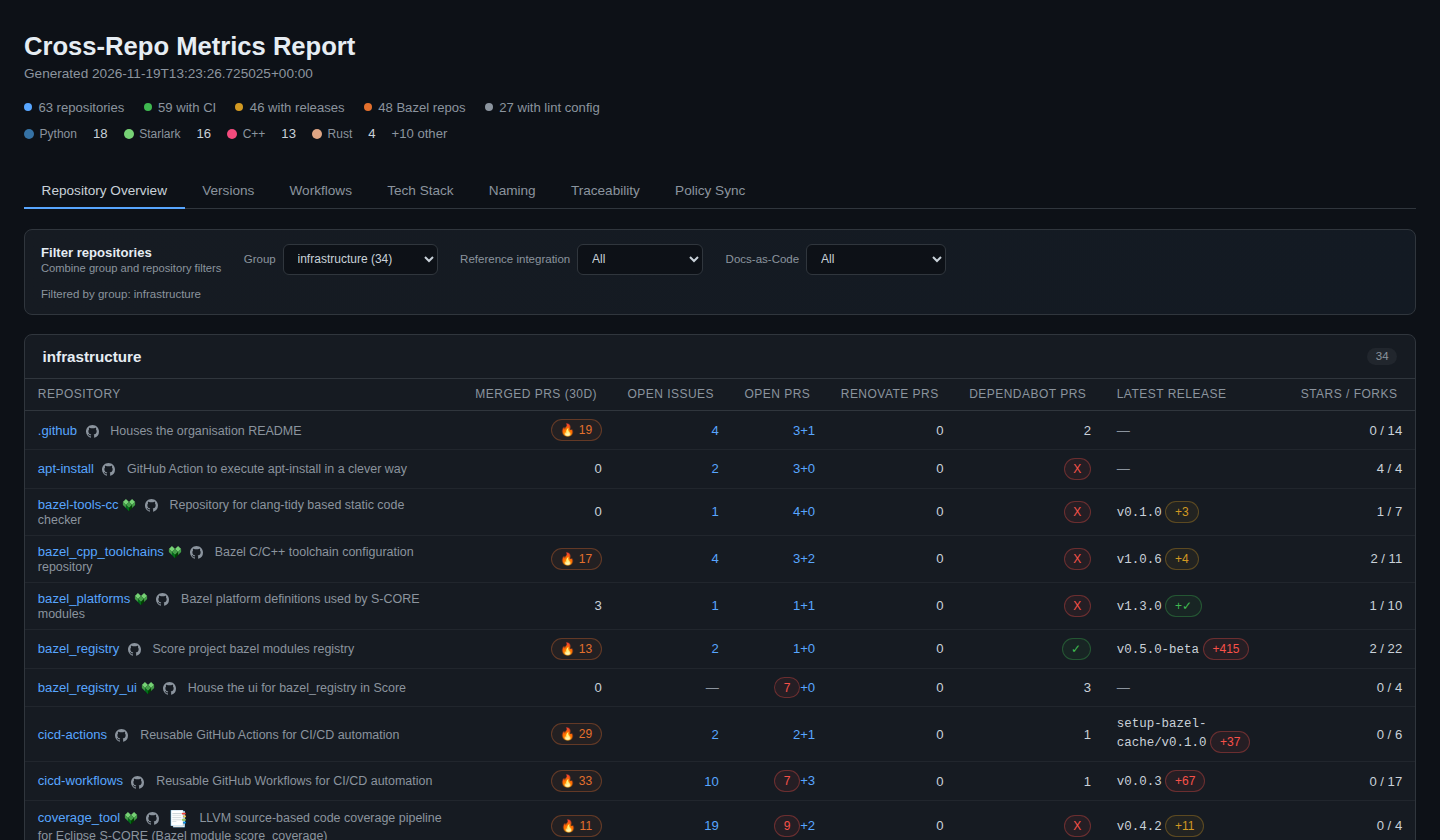 Cross-Repo Metrics Report
Generated 2026-11-19T13:23:26.725025+00:00
63 repositories 59 with CI 46 with releases 48 Bazel repos 27 with lint config
Python 18 Starlark 16 C++ 13 Rust 4 +10 other
Repository Overview Versions Workflows Tech Stack Naming Traceability Policy Sync
Filter repositories
Combine group and repository filters
Group infrastructure (34) Reference integration All Docs-as-Code All
Filtered by group: infrastructure
infrastructure 34
REPOSITORY MERGED PRS (30D) OPEN ISSUES OPEN PRS RENOVATE PRS DEPENDABOT PRS LATEST RELEASE STARS / FORKS
.github Houses the organisation README 🔥 19 4 3+1 0 2 — 0 / 14
apt-install GitHub Action to execute apt-install in a clever way 0 2 3+0 0 X — 4 / 4
bazel-tools-cc Repository for clang-tidy based static code
checker 0 1 4+0 0 X v0.1.0 +3 1 / 7
bazel_cpp_toolchains Bazel C/C++ toolchain configuration
repository 🔥 17 4 3+2 0 X v1.0.6 +4 2 / 11
bazel_platforms Bazel platform definitions used by S-CORE
modules 3 1 1+1 0 X v1.3.0 +✓ 1 / 10
bazel_registry Score project bazel modules registry 🔥 13 2 1+0 0 ✓ v0.5.0-beta +415 2 / 22
bazel_registry_ui House the ui for bazel_registry in Score 0 — 7+0 0 3 — 0 / 4
cicd-actions Reusable GitHub Actions for CI/CD automation 🔥 29 2 2+1 0 1 setup-bazel-
cache/v0.1.0 +37 0 / 6
cicd-workflows Reusable GitHub Workflows for CI/CD automation 🔥 33 10 7+3 0 1 v0.0.3 +67 0 / 17
coverage_tool LLVM source-based code coverage pipeline
for Eclipse S-CORE (Bazel module score_coverage) 🔥 11 19 9+2 0 X v0.4.2 +11 0 / 4